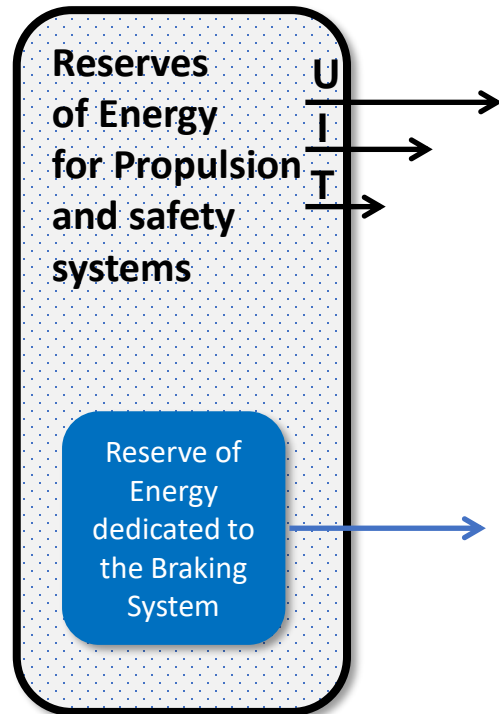 Reserves
of Energy
for Propulsion
and safety
systems
U
I
T
Reserve of
Energy
dedicated to
the Braking
System